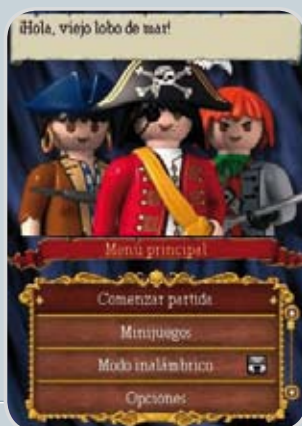 ¡Hola, viejo lobo de mar!
Menú principal
Comenzar partida
Minijuegos
Modo inalámbrico
Opciones